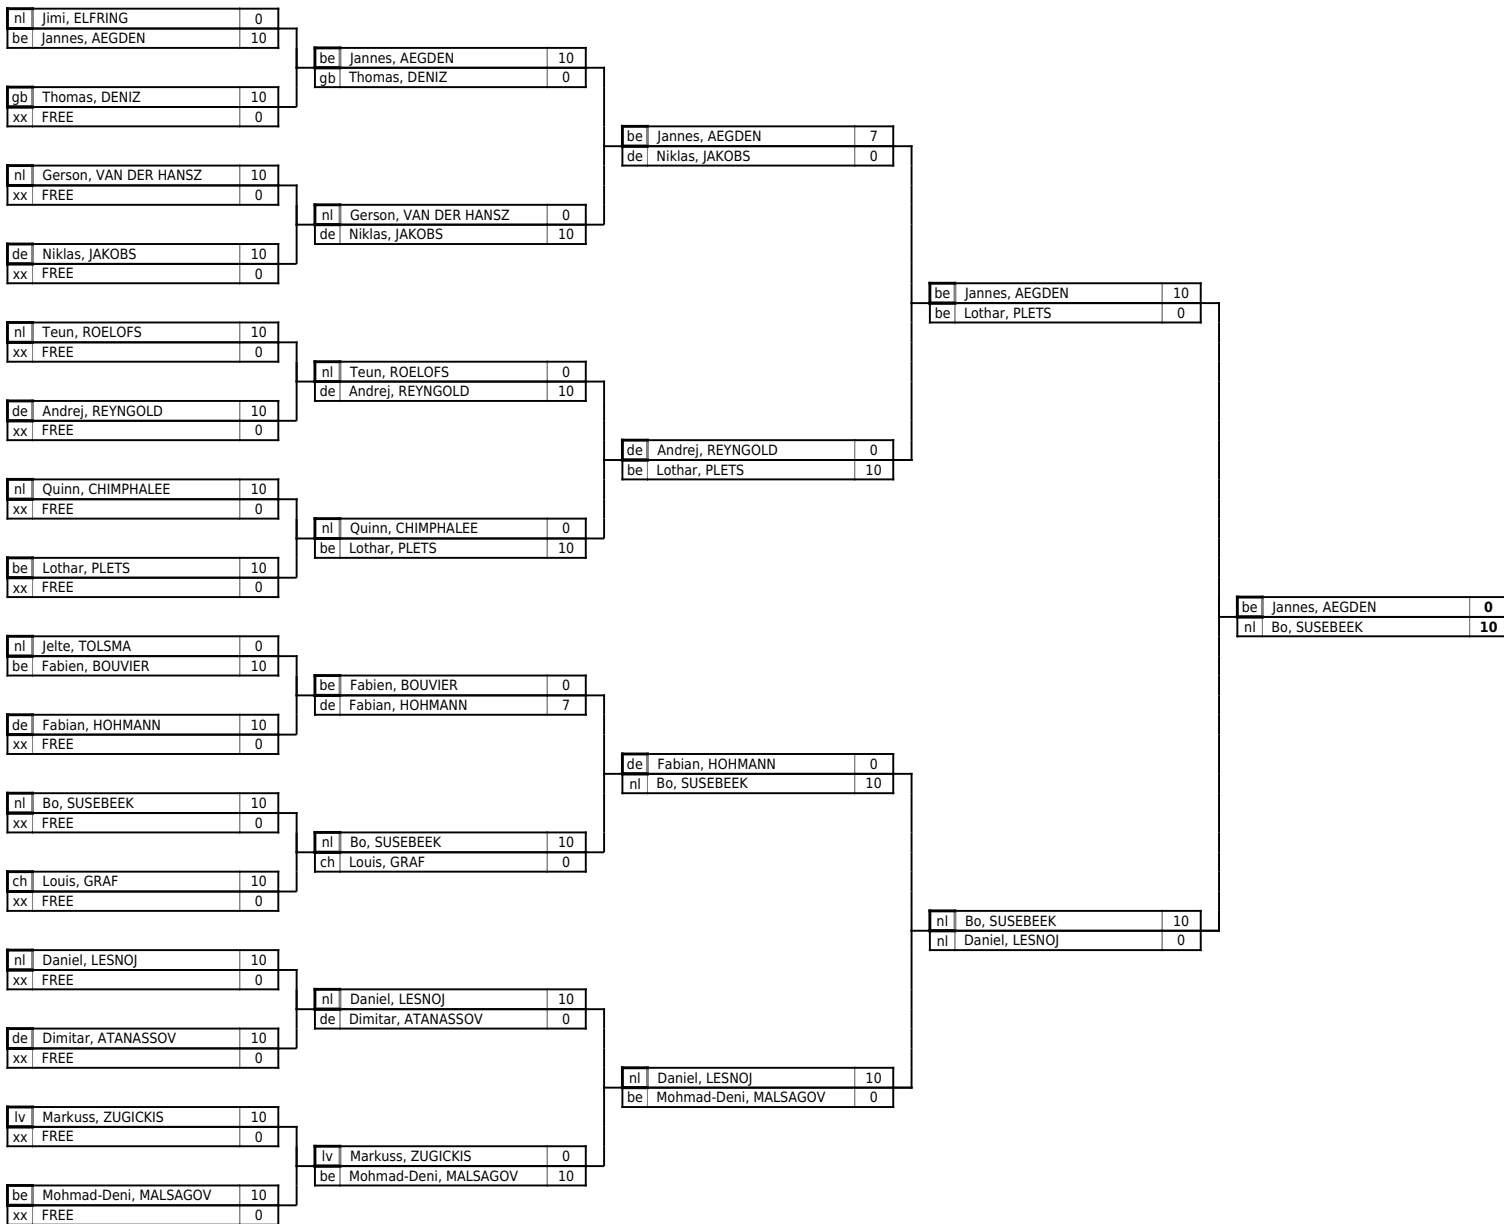 nl Jimi, ELFRING 0
be Jannes, AEGDEN 10
gb Thomas, DENIZ 10
xx FREE 0
nl Gerson, VAN DER HANSZ 10
xx FREE 0
de Niklas, JAKOBS 10
xx FREE 0
nl Teun, ROELOFS 10
xx FREE 0
de Andrej, REYNGOLD 10
xx FREE 0
nl Quinn, CHIMPHALEE 10
xx FREE 0
be Lothar, PLETS 10
xx FREE 0
nl Jelte, TOLSMA 0
be Fabien, BOUVIER 10
de Fabian, HOHMANN 10
xx FREE 0
nl Bo, SUSEBEEK 10
xx FREE 0
ch Louis, GRAF 10
xx FREE 0
nl Daniel, LESNOJ 10
xx FREE 0
de Dimitar, ATANASSOV 10
xx FREE 0
lv Markuss, ZUGICKIS 10
xx FREE 0
be Mohmad-Deni, MALSAGOV 10
xx FREE 0
be Jannes, AEGDEN 10
gb Thomas, DENIZ 0
nl Gerson, VAN DER HANSZ 0
de Niklas, JAKOBS 10
nl Teun, ROELOFS 0
de Andrej, REYNGOLD 10
nl Quinn, CHIMPHALEE 0
be Lothar, PLETS 10
be Fabien, BOUVIER 0
de Fabian, HOHMANN 7
nl Bo, SUSEBEEK 10
ch Louis, GRAF 0
nl Daniel, LESNOJ 10
de Dimitar, ATANASSOV 0
lv Markuss, ZUGICKIS 0
be Mohmad-Deni, MALSAGOV 10
be Jannes, AEGDEN 7
de Niklas, JAKOBS 0
de Andrej, REYNGOLD 0
be Lothar, PLETS 10
de Fabian, HOHMANN 0
nl Bo, SUSEBEEK 10
nl Daniel, LESNOJ 10
be Mohmad-Deni, MALSAGOV 0
be Jannes, AEGDEN 10
be Lothar, PLETS 0
nl Bo, SUSEBEEK 10
nl Daniel, LESNOJ 0
be Jannes, AEGDEN 0
nl Bo, SUSEBEEK 10